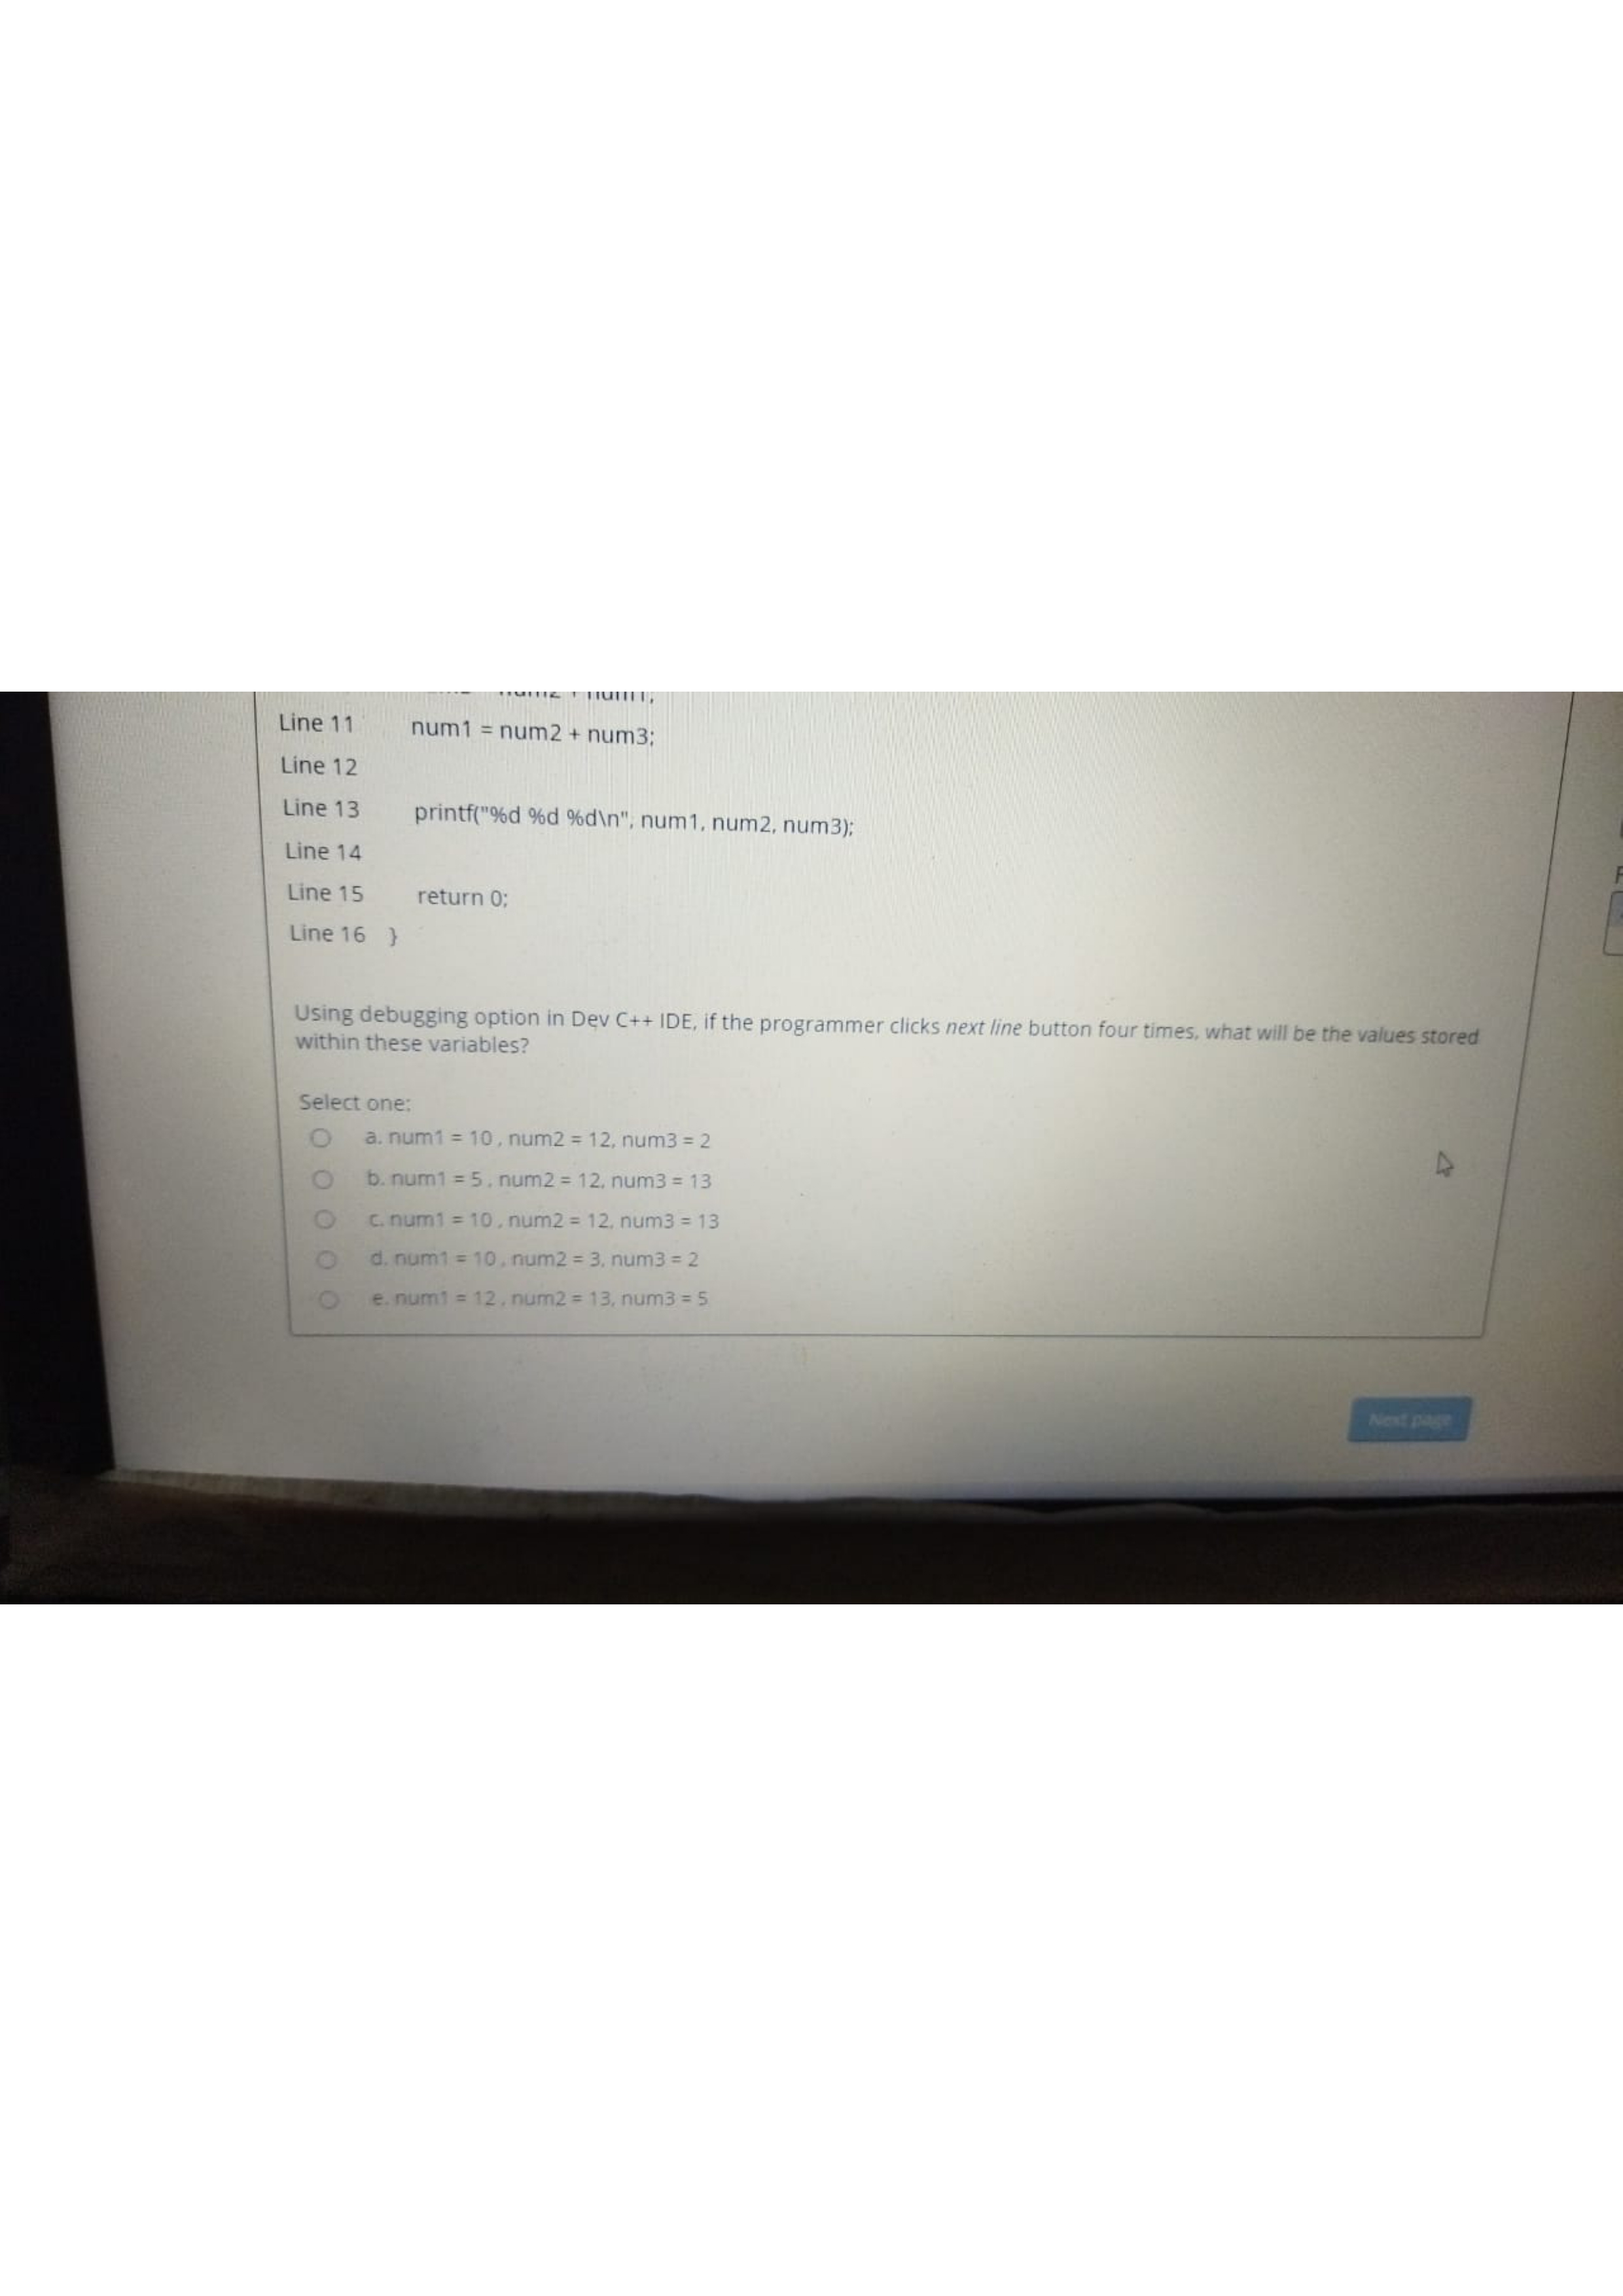 num2 + num1;
Line 11 num1 = num2 + num3;
Line 12
Line 13 printf("%d %d %d\n", num1, num2, num3);
Line 14
Line 15 return 0;
Line 16 }
Using debugging option in Dev C++ IDE, if the programmer clicks next line button four times, what will be the values stored
within these variables?
Select one:
a. num1 = 10 , num2 = 12, num3 = 2
b. num1 = 5 , num2 = 12, num3 = 13
c. num1 = 10 , num2 = 12, num3 = 13
d. num1 = 10 , num2 = 3, num3 = 2
e. num1 = 12 , num2 = 13, num3 = 5
Next page